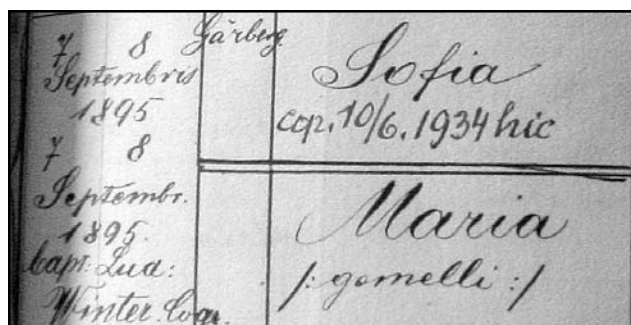 7 8 Gärberg Sofia
Septembris
1895 cop. 10/6. 1934 hic
7 8
Septembr. Maria
1895.
Bapt: Lud: /: gemelli :/
Winter. Coop.